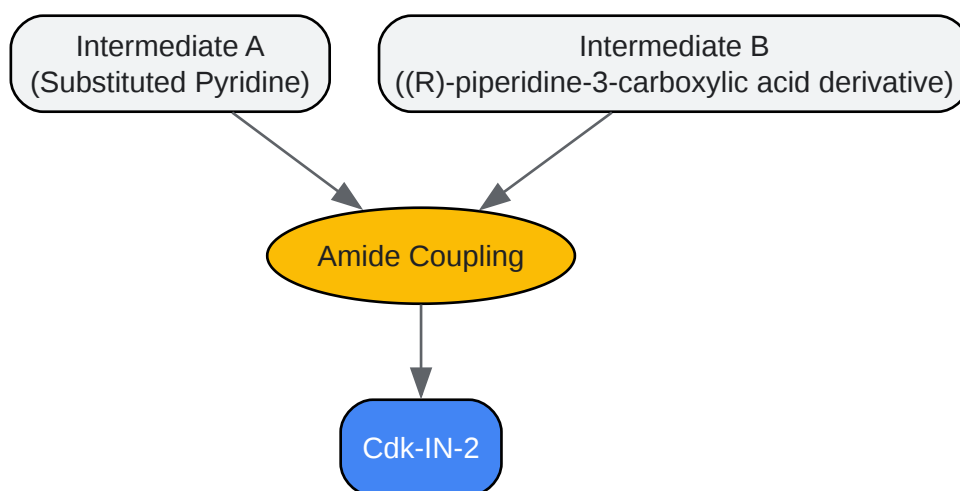 Intermediate A
(Substituted Pyridine)
Intermediate B
((R)-piperidine-3-carboxylic acid derivative)
Amide Coupling
Cdk-IN-2